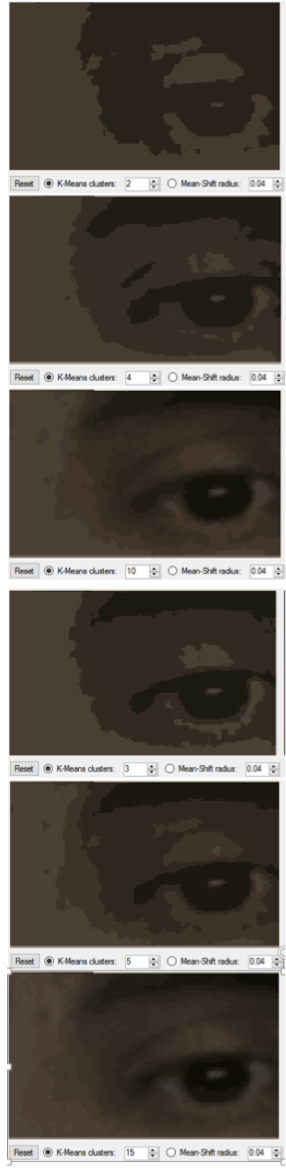 Reset K-Means clusters: 2 Mean-Shift radius: 0.04
Reset K-Means clusters: 4 Mean-Shift radius: 0.04
Reset K-Means clusters: 10 Mean-Shift radius: 0.04
Reset K-Means clusters: 3 Mean-Shift radius: 0.04
Reset K-Means clusters: 5 Mean-Shift radius: 0.04
Reset K-Means clusters: 15 Mean-Shift radius: 0.04